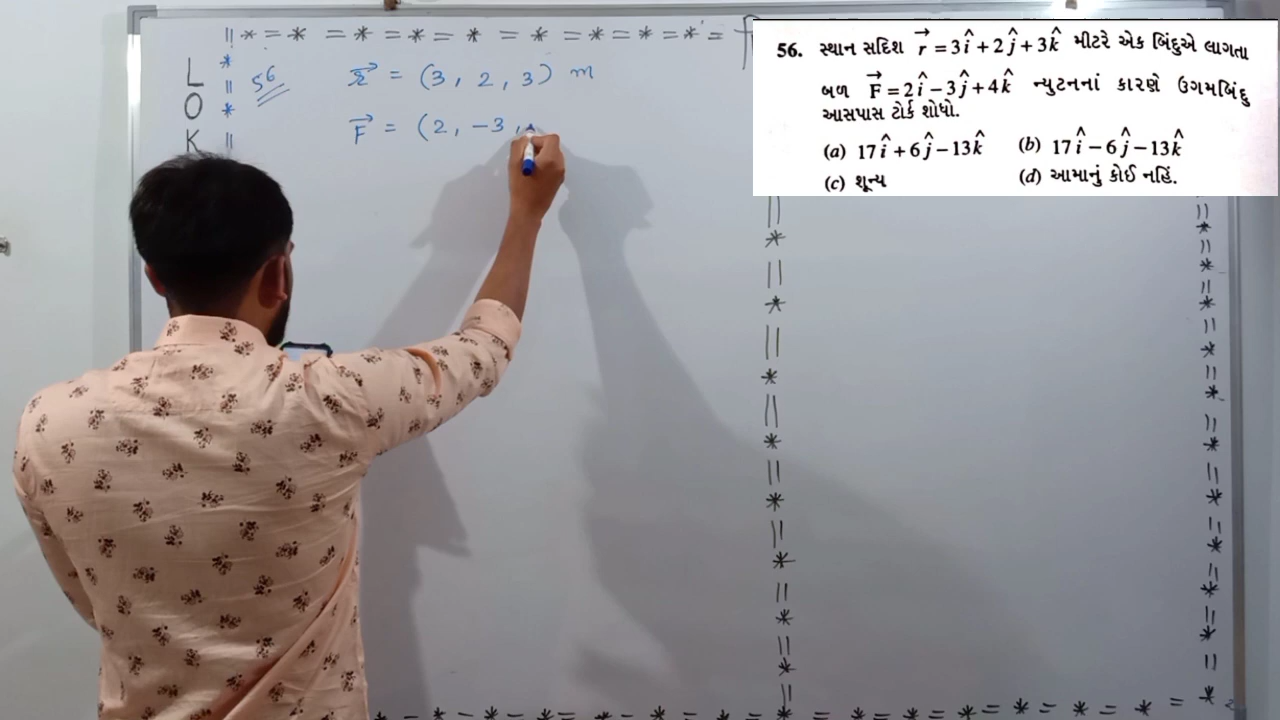 || * = * = * = * = * = * = * = * = * =
L
O
K
56
r⃗ = (3, 2, 3) m
F⃗ = (2, -3,
56. સ્થાન સદિશ r⃗ = 3î + 2ĵ + 3k̂ મીટરે એક બિંદુએ લાગતા
બળ F⃗ = 2î − 3ĵ + 4k̂ ન્યુટનનાં કારણે ઉગમબિંદુ
આસપાસ ટોર્ક શોધો.
(a) 17î + 6ĵ − 13k̂ (b) 17î − 6ĵ − 13k̂
(c) શૂન્ય (d) આમાનું કોઈ નહિં.